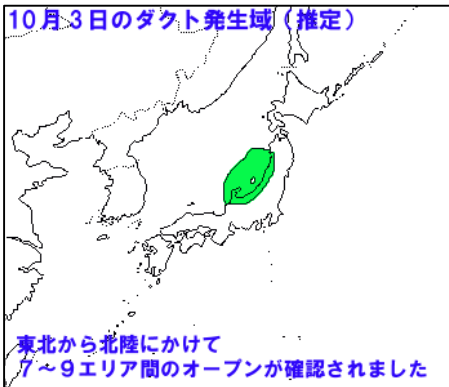 10月3日のダクト発生域（推定）
東北から北陸にかけて
7～9エリア間のオープンが確認されました